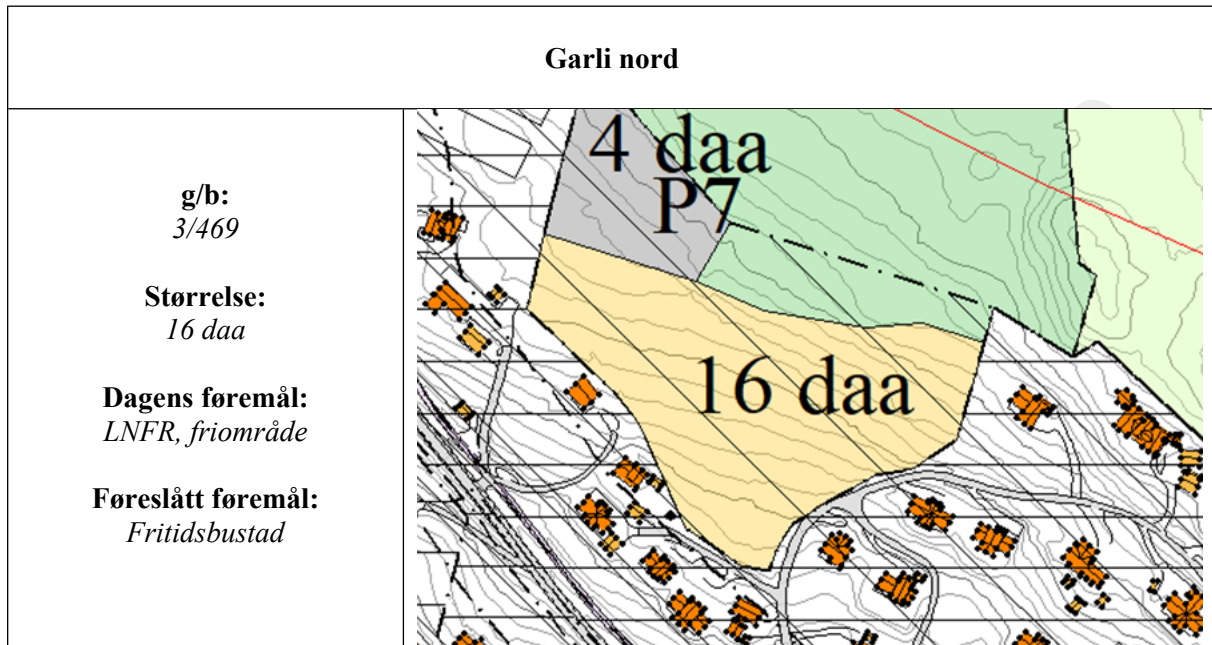 Garli nord
g/b:
3/469
Størrelse:
16 daa
Dagens føremål:
LNFR, friområde
Føreslått føremål:
Fritidsbustad
4 daa
P7
16 daa